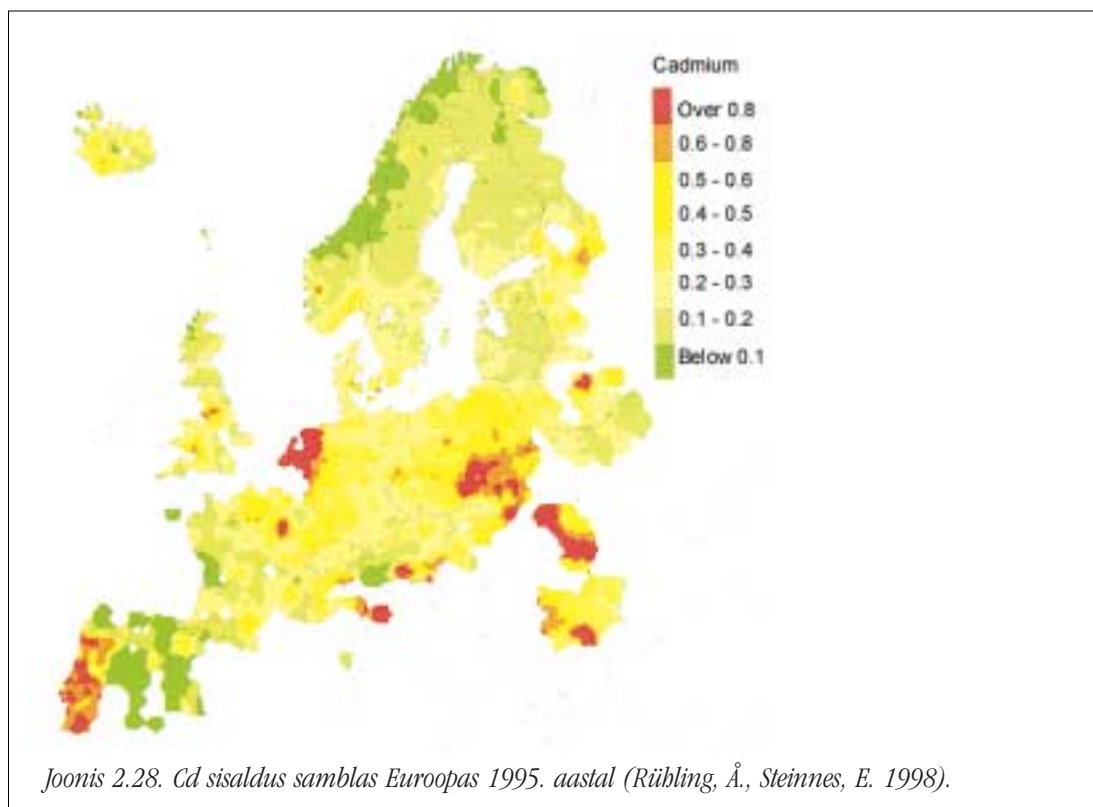 Cadmium
Over 0.8
0.6 - 0.8
0.5 - 0.6
0.4 - 0.5
0.3 - 0.4
0.2 - 0.3
0.1 - 0.2
Below 0.1
Joonis 2.28. Cd sisaldus samblas Euroopas 1995. aastal (Rühling, Å., Steinnes, E. 1998).